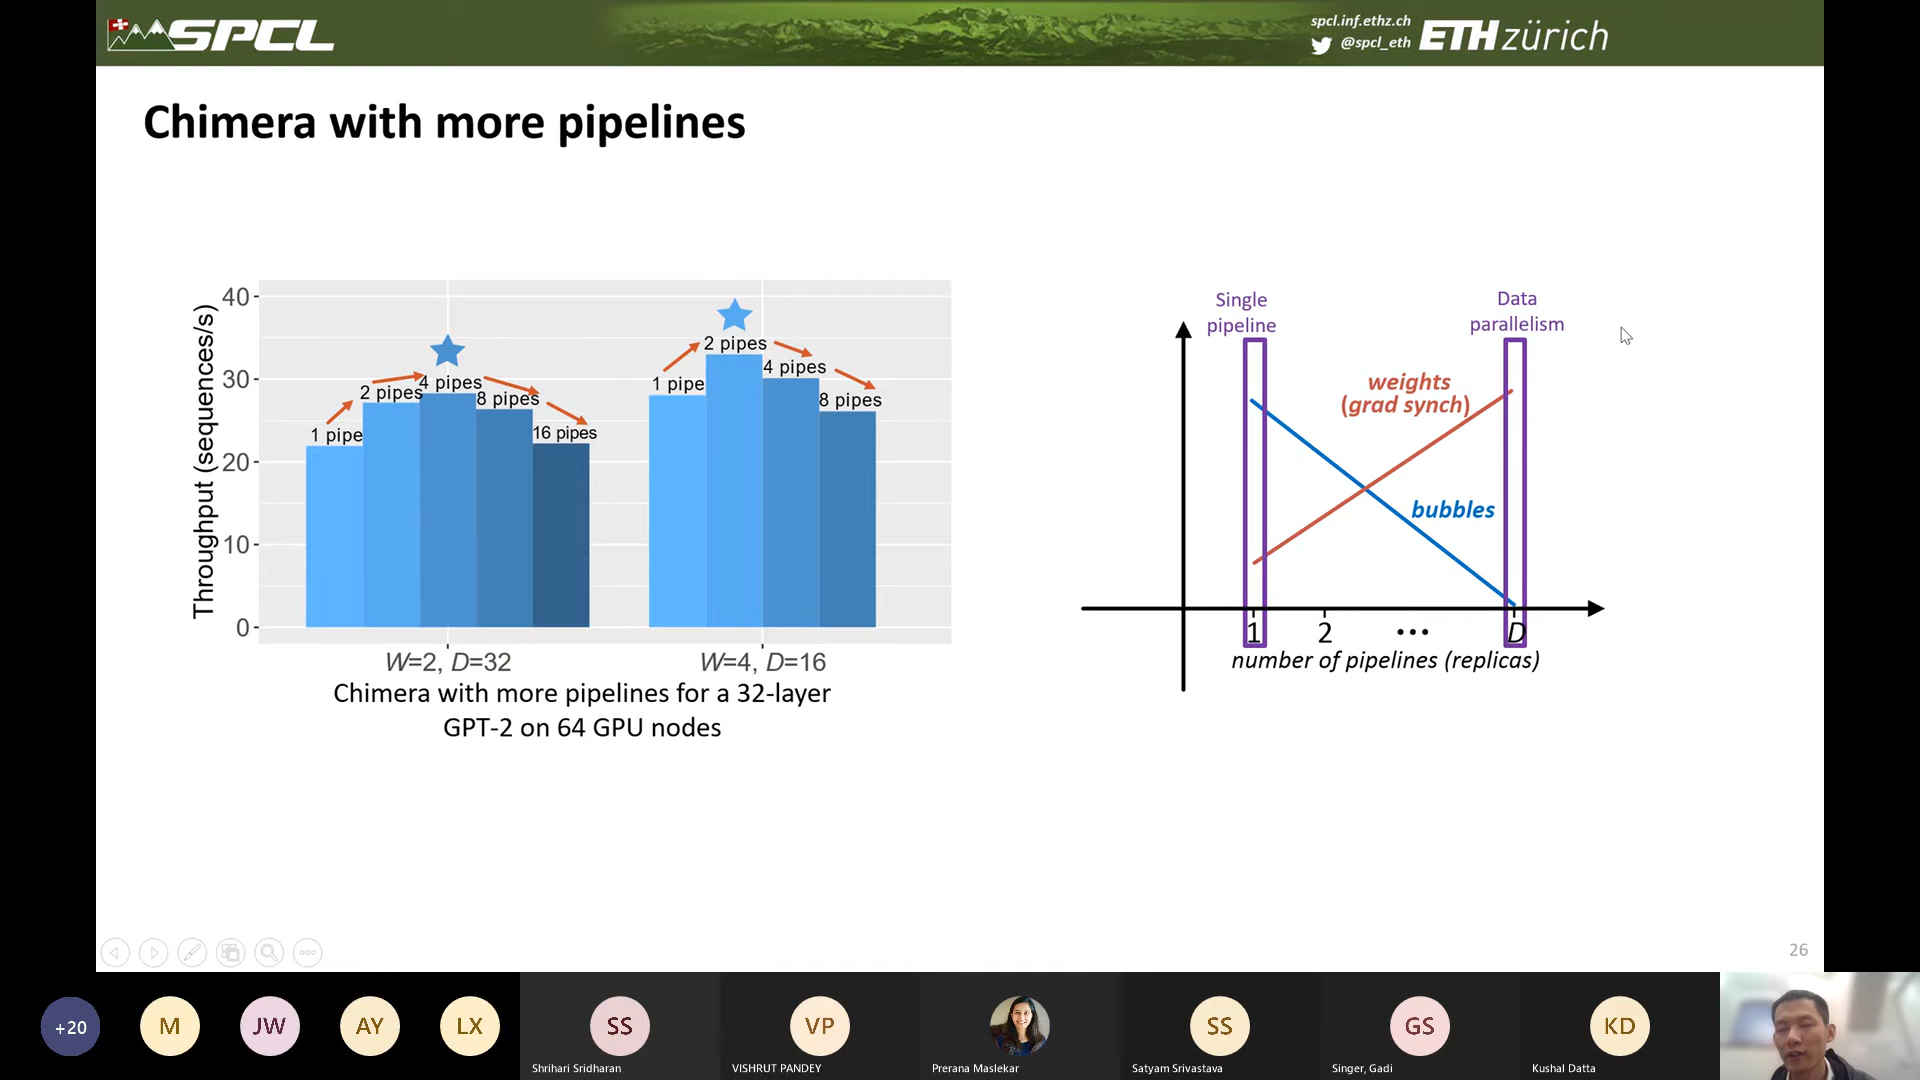 SPCL
spcl.inf.ethz.ch
@spcl_eth
ETH zürich
Chimera with more pipelines
Throughput (sequences/s)
40
30
20
10
0
1 pipe
2 pipes
4 pipes
8 pipes
16 pipes
1 pipe
2 pipes
4 pipes
8 pipes
W=2, D=32
W=4, D=16
Chimera with more pipelines for a 32-layer
GPT-2 on 64 GPU nodes
Single
pipeline
Data
parallelism
weights
(grad synch)
bubbles
1
2
...
D
number of pipelines (replicas)
26
+20
M
JW
AY
LX
SS
Shrihari Sridharan
VP
VISHRUT PANDEY
Prerana Maslekar
SS
Satyam Srivastava
GS
Singer, Gadi
KD
Kushal Datta